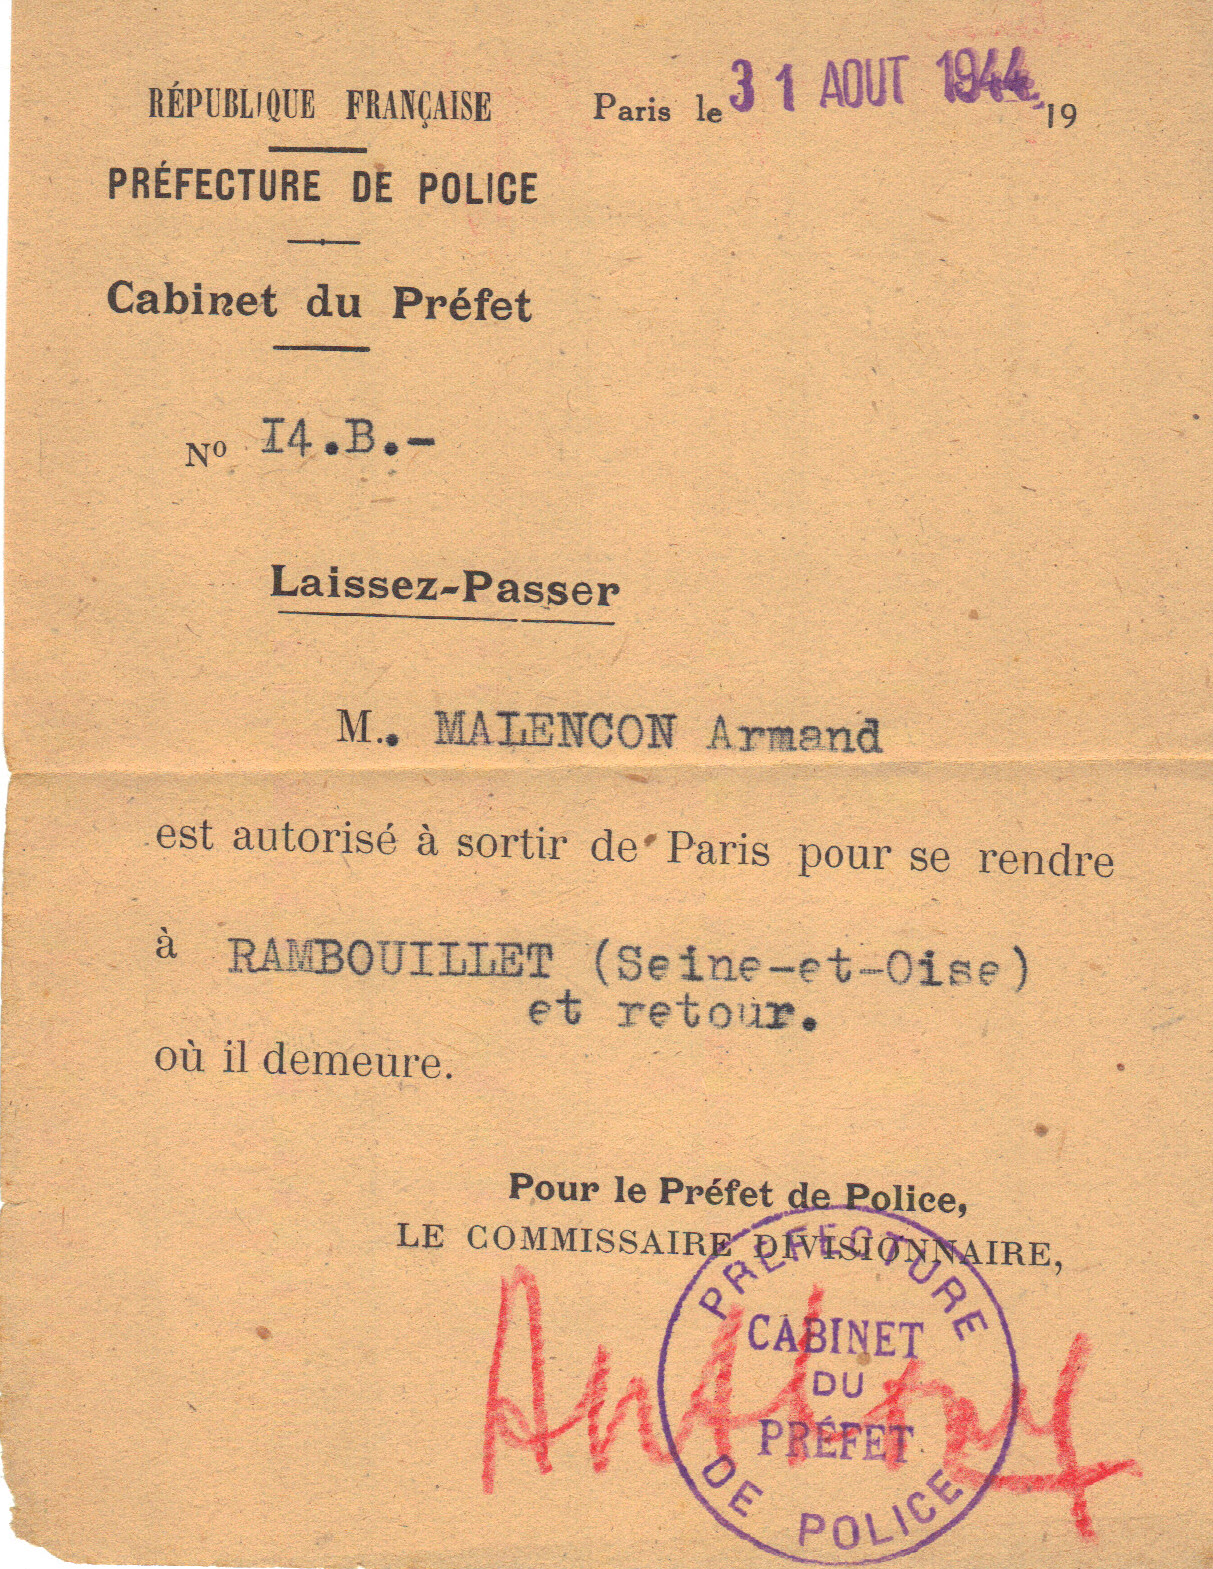 RÉPUBLIQUE FRANÇAISE
Paris le 31 AOUT 1944 19
PRÉFECTURE DE POLICE
Cabinet du Préfet
Nº I4.B.-
Laissez-Passer
M.. MALENCON Armand
est autorisé à sortir de Paris pour se rendre
à RAMBOUILLET (Seine-et-Oise)
et retour.
où il demeure.
Pour le Préfet de Police,
LE COMMISSAIRE DIVISIONNAIRE,
PRÉFECTURE DE POLICE
CABINET
DU
PRÉFET